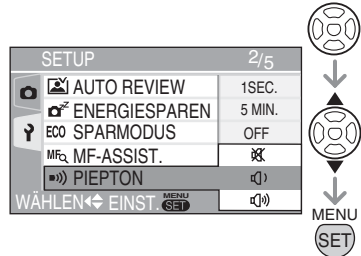 SETUP 2/5
AUTO REVIEW 1SEC.
ENERGIESPAREN 5 MIN.
ECO SPARMODUS OFF
MF MF-ASSIST.
PIEPTON
WÄHLEN EINST. MENU SET
MENU
SET